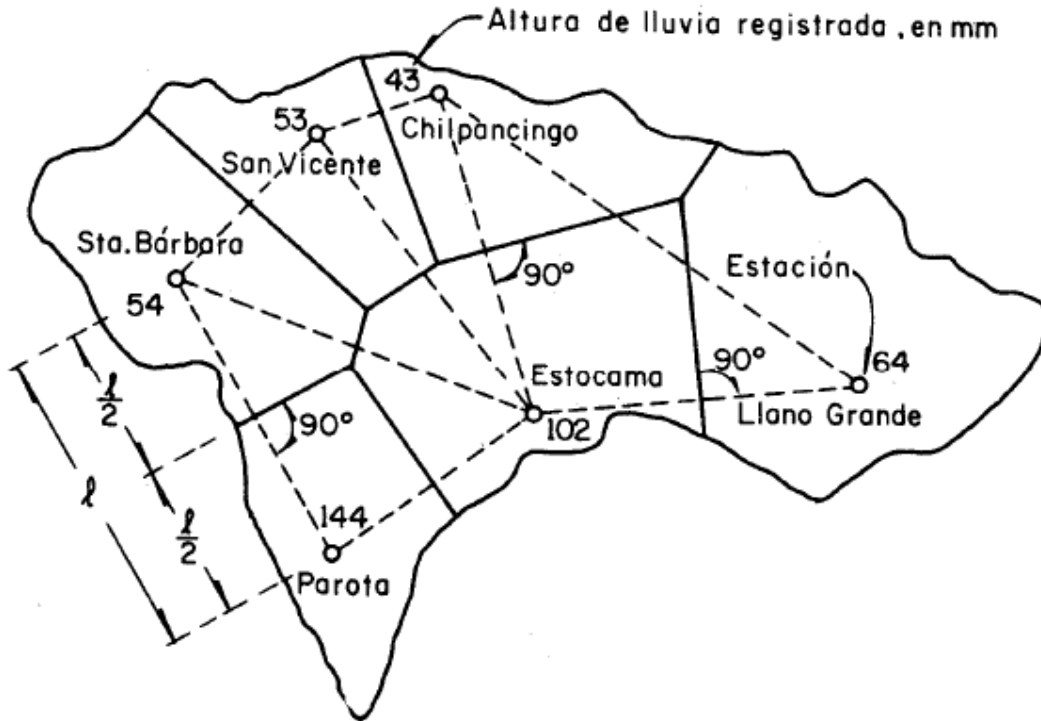 Altura de lluvia registrada, en mm
43
Chilpancingo
53
San Vicente
Sta. Bárbara
54
90°
Estación
64
90°
Llano Grande
Estocama
102
90°
ℓ/2
ℓ
ℓ/2
144
Parota